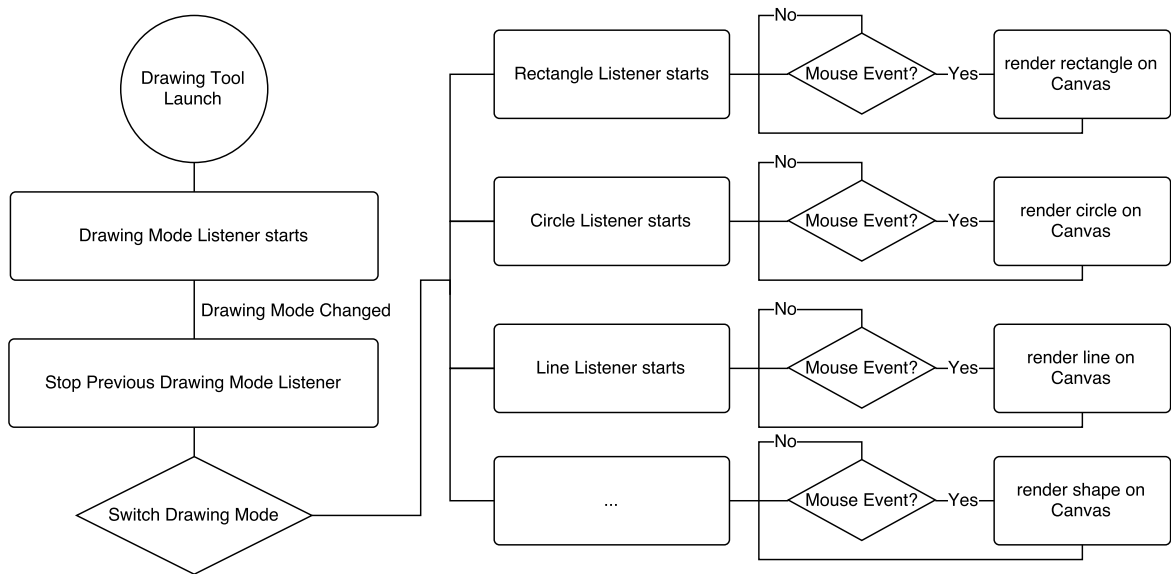 Drawing Tool
Launch
Drawing Mode Listener starts
Drawing Mode Changed
Stop Previous Drawing Mode Listener
Switch Drawing Mode
Rectangle Listener starts
No
Mouse Event?
Yes
render rectangle on
Canvas
Circle Listener starts
No
Mouse Event?
Yes
render circle on
Canvas
Line Listener starts
No
Mouse Event?
Yes
render line on
Canvas
...
No
Mouse Event?
Yes
render shape on
Canvas